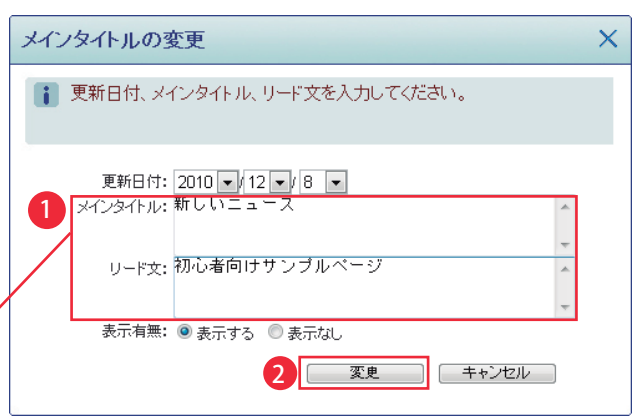 メインタイトルの変更
更新日付、メインタイトル、リード文を入力してください。
更新日付: 2010 / 12 / 8
1
メインタイトル: 新しいニュース
リード文: 初心者向けサンプルページ
表示有無: 表示する 表示なし
2 変更 キャンセル